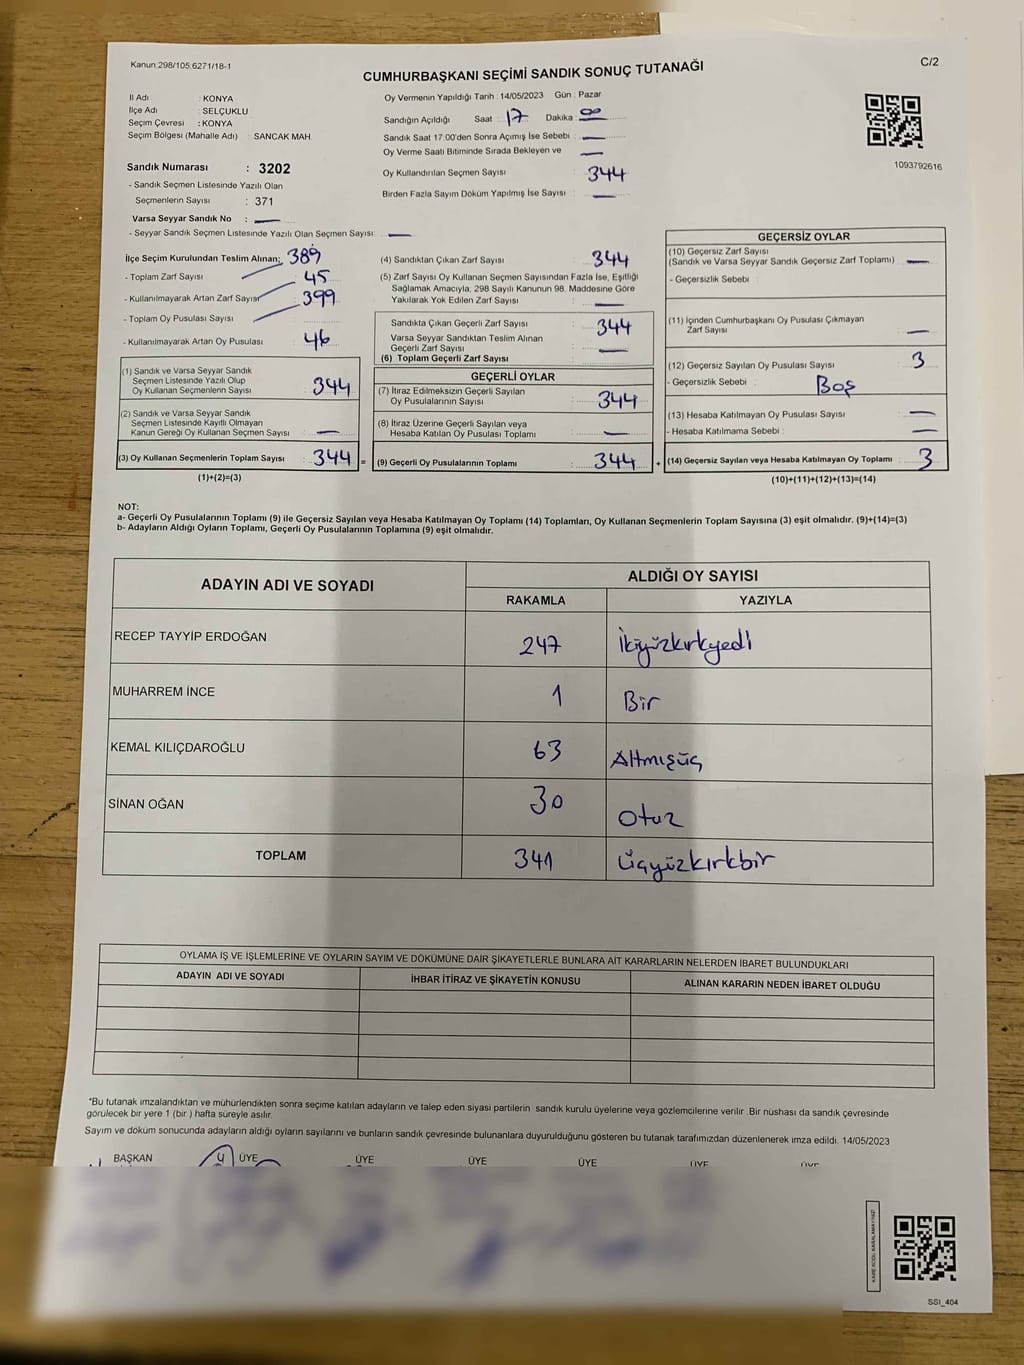 Kanun:298/105,6271/18-1
C/2
CUMHURBAŞKANI SEÇİMİ SANDIK SONUÇ TUTANAĞI
İl Adı : KONYA
İlçe Adı : SELÇUKLU
Seçim Çevresi : KONYA
Seçim Bölgesi (Mahalle Adı) : SANCAK MAH.
Sandık Numarası : 3202
- Sandık Seçmen Listesinde Yazılı Olan
Seçmenlerin Sayısı : 371
Varsa Seyyar Sandık No : —
- Seyyar Sandık Seçmen Listesinde Yazılı Olan Seçmen Sayısı: —
Oy Vermenin Yapıldığı Tarih : 14/05/2023 Gün : Pazar
Sandığın Açıldığı Saat : 17 Dakika : 00
Sandık Saat 17:00'den Sonra Açımış İse Sebebi : —
Oy Verme Saati Bitiminde Sırada Bekleyen ve —
Oy Kullandırılan Seçmen Sayısı : 344
Birden Fazla Sayım Döküm Yapılmış İse Sayısı : —
1093792616
İlçe Seçim Kurulundan Teslim Alınan; 389
- Toplam Zarf Sayısı 45
- Kullanılmayarak Artan Zarf Sayısı 399
- Toplam Oy Pusulası Sayısı
- Kullanılmayarak Artan Oy Pusulası 46
(1) Sandık ve Varsa Seyyar Sandık
Seçmen Listesinde Yazılı Olup
Oy Kullanan Seçmenlerin Sayısı 344
(2) Sandık ve Varsa Seyyar Sandık
Seçmen Listesinde Kayıtlı Olmayan
Kanun Gereği Oy Kullanan Seçmen Sayısı —
(3) Oy Kullanan Seçmenlerin Toplam Sayısı 344 =
(1)+(2)=(3)
(4) Sandıktan Çıkan Zarf Sayısı 344
(5) Zarf Sayısı Oy Kullanan Seçmen Sayısından Fazla İse, Eşitliği
Sağlamak Amacıyla; 298 Sayılı Kanunun 98. Maddesine Göre
Yakılarak Yok Edilen Zarf Sayısı —
Sandıkta Çıkan Geçerli Zarf Sayısı 344
Varsa Seyyar Sandıktan Teslim Alınan
Geçerli Zarf Sayısı —
(6) Toplam Geçerli Zarf Sayısı
GEÇERLİ OYLAR
(7) İtiraz Edilmeksizin Geçerli Sayılan
Oy Pusulalarının Sayısı 344
(8) İtiraz Üzerine Geçerli Sayılan veya
Hesaba Katılan Oy Pusulası Toplamı —
(9) Geçerli Oy Pusulalarının Toplamı 344 +
GEÇERSİZ OYLAR
(10) Geçersiz Zarf Sayısı
(Sandık ve Varsa Seyyar Sandık Geçersiz Zarf Toplamı) —
- Geçersizlik Sebebi
(11) İçinden Cumhurbaşkanı Oy Pusulası Çıkmayan
Zarf Sayısı —
(12) Geçersiz Sayılan Oy Pusulası Sayısı 3
- Geçersizlik Sebebi : Boş
(13) Hesaba Katılmayan Oy Pusulası Sayısı —
- Hesaba Katılmama Sebebi : —
(14) Geçersiz Sayılan veya Hesaba Katılmayan Oy Toplamı 3
(10)+(11)+(12)+(13)=(14)
NOT:
a- Geçerli Oy Pusulalarının Toplamı (9) ile Geçersiz Sayılan veya Hesaba Katılmayan Oy Toplamı (14) Toplamları, Oy Kullanan Seçmenlerin Toplam Sayısına (3) eşit olmalıdır. (9)+(14)=(3)
b- Adayların Aldığı Oyların Toplamı, Geçerli Oy Pusulalarının Toplamına (9) eşit olmalıdır.
ADAYIN ADI VE SOYADI
ALDIĞI OY SAYISI
RAKAMLA YAZIYLA
RECEP TAYYİP ERDOĞAN 247 İkiyüzkırkyedi
MUHARREM İNCE 1 Bir
KEMAL KILIÇDAROĞLU 63 Altmışüç
SİNAN OĞAN 30 Otuz
TOPLAM 341 Üçyüzkırkbir
OYLAMA İŞ VE İŞLEMLERİNE VE OYLARIN SAYIM VE DÖKÜMÜNE DAİR ŞİKAYETLERLE BUNLARA AİT KARARLARIN NELERDEN İBARET BULUNDUKLARI
ADAYIN ADI VE SOYADI İHBAR İTİRAZ VE ŞİKAYETİN KONUSU ALINAN KARARIN NEDEN İBARET OLDUĞU
*Bu tutanak imzalandıktan ve mühürlendikten sonra seçime katılan adayların ve talep eden siyasi partilerin sandık kurulu üyelerine veya gözlemcilerine verilir .Bir nüshası da sandık çevresinde
görülecek bir yere 1 (bir ) hafta süreyle asılır.
Sayım ve döküm sonucunda adayların aldığı oyların sayılarını ve bunların sandık çevresinde bulunanlara duyurulduğunu gösteren bu tutanak tarafımızdan düzenlenerek imza edildi. 14/05/2023
BAŞKAN ÜYE ÜYE ÜYE ÜYE ÜYE ÜYE
KARE KODU KARALAMAYINIZ!
SSI_404